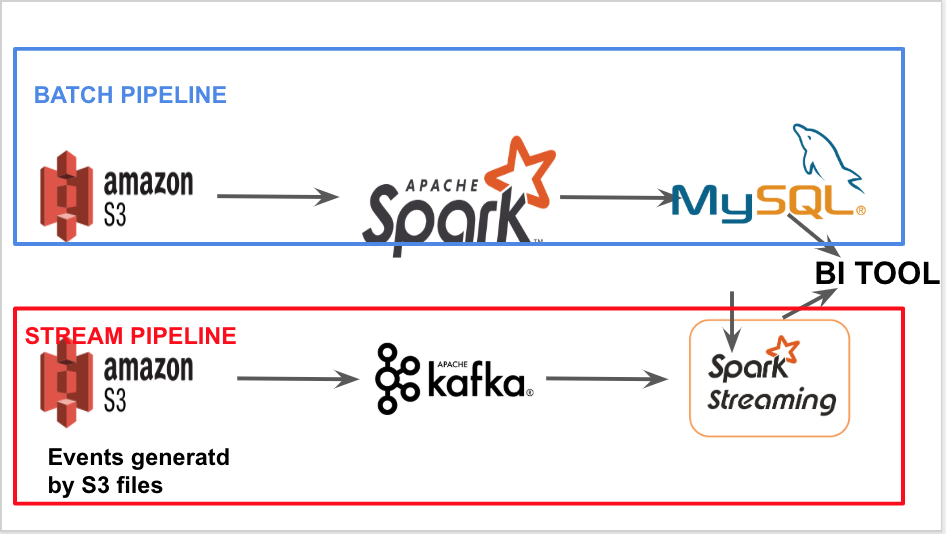 BATCH PIPELINE
amazon
S3
APACHE
Spark™
MySQL®
BI TOOL
STREAM PIPELINE
amazon
S3
APACHE
kafka®
Spark
Streaming
Events generatd
by S3 files